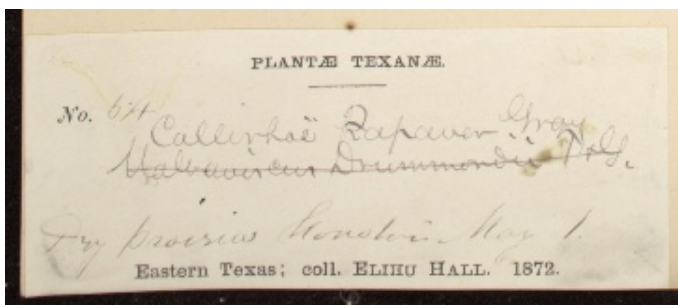 PLANTÆ TEXANÆ.
No. 64
Callirhoë Papaver Gray
Malvaviscus Drummondii T&G.
Dry prairies Houston May 1.
Eastern Texas; coll. ELIHU HALL. 1872.